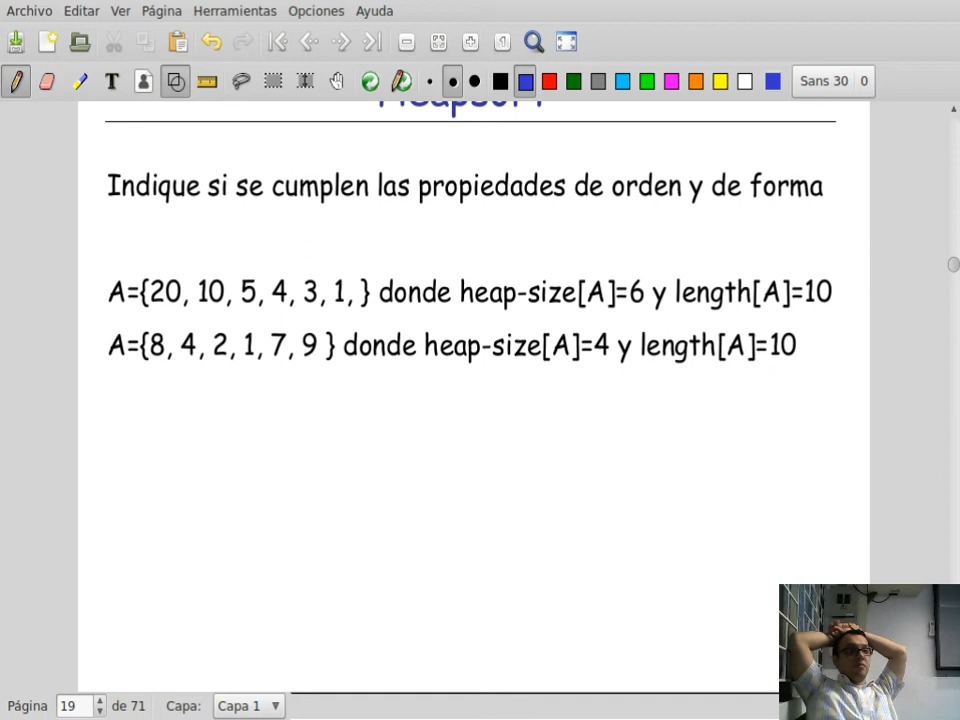 Archivo Editar Ver Página Herramientas Opciones Ayuda
T Sans 30 0
Heapsort
Indique si se cumplen las propiedades de orden y de forma
A={20, 10, 5, 4, 3, 1, } donde heap-size[A]=6 y length[A]=10
A={8, 4, 2, 1, 7, 9 } donde heap-size[A]=4 y length[A]=10
Página 19 de 71 Capa: Capa 1